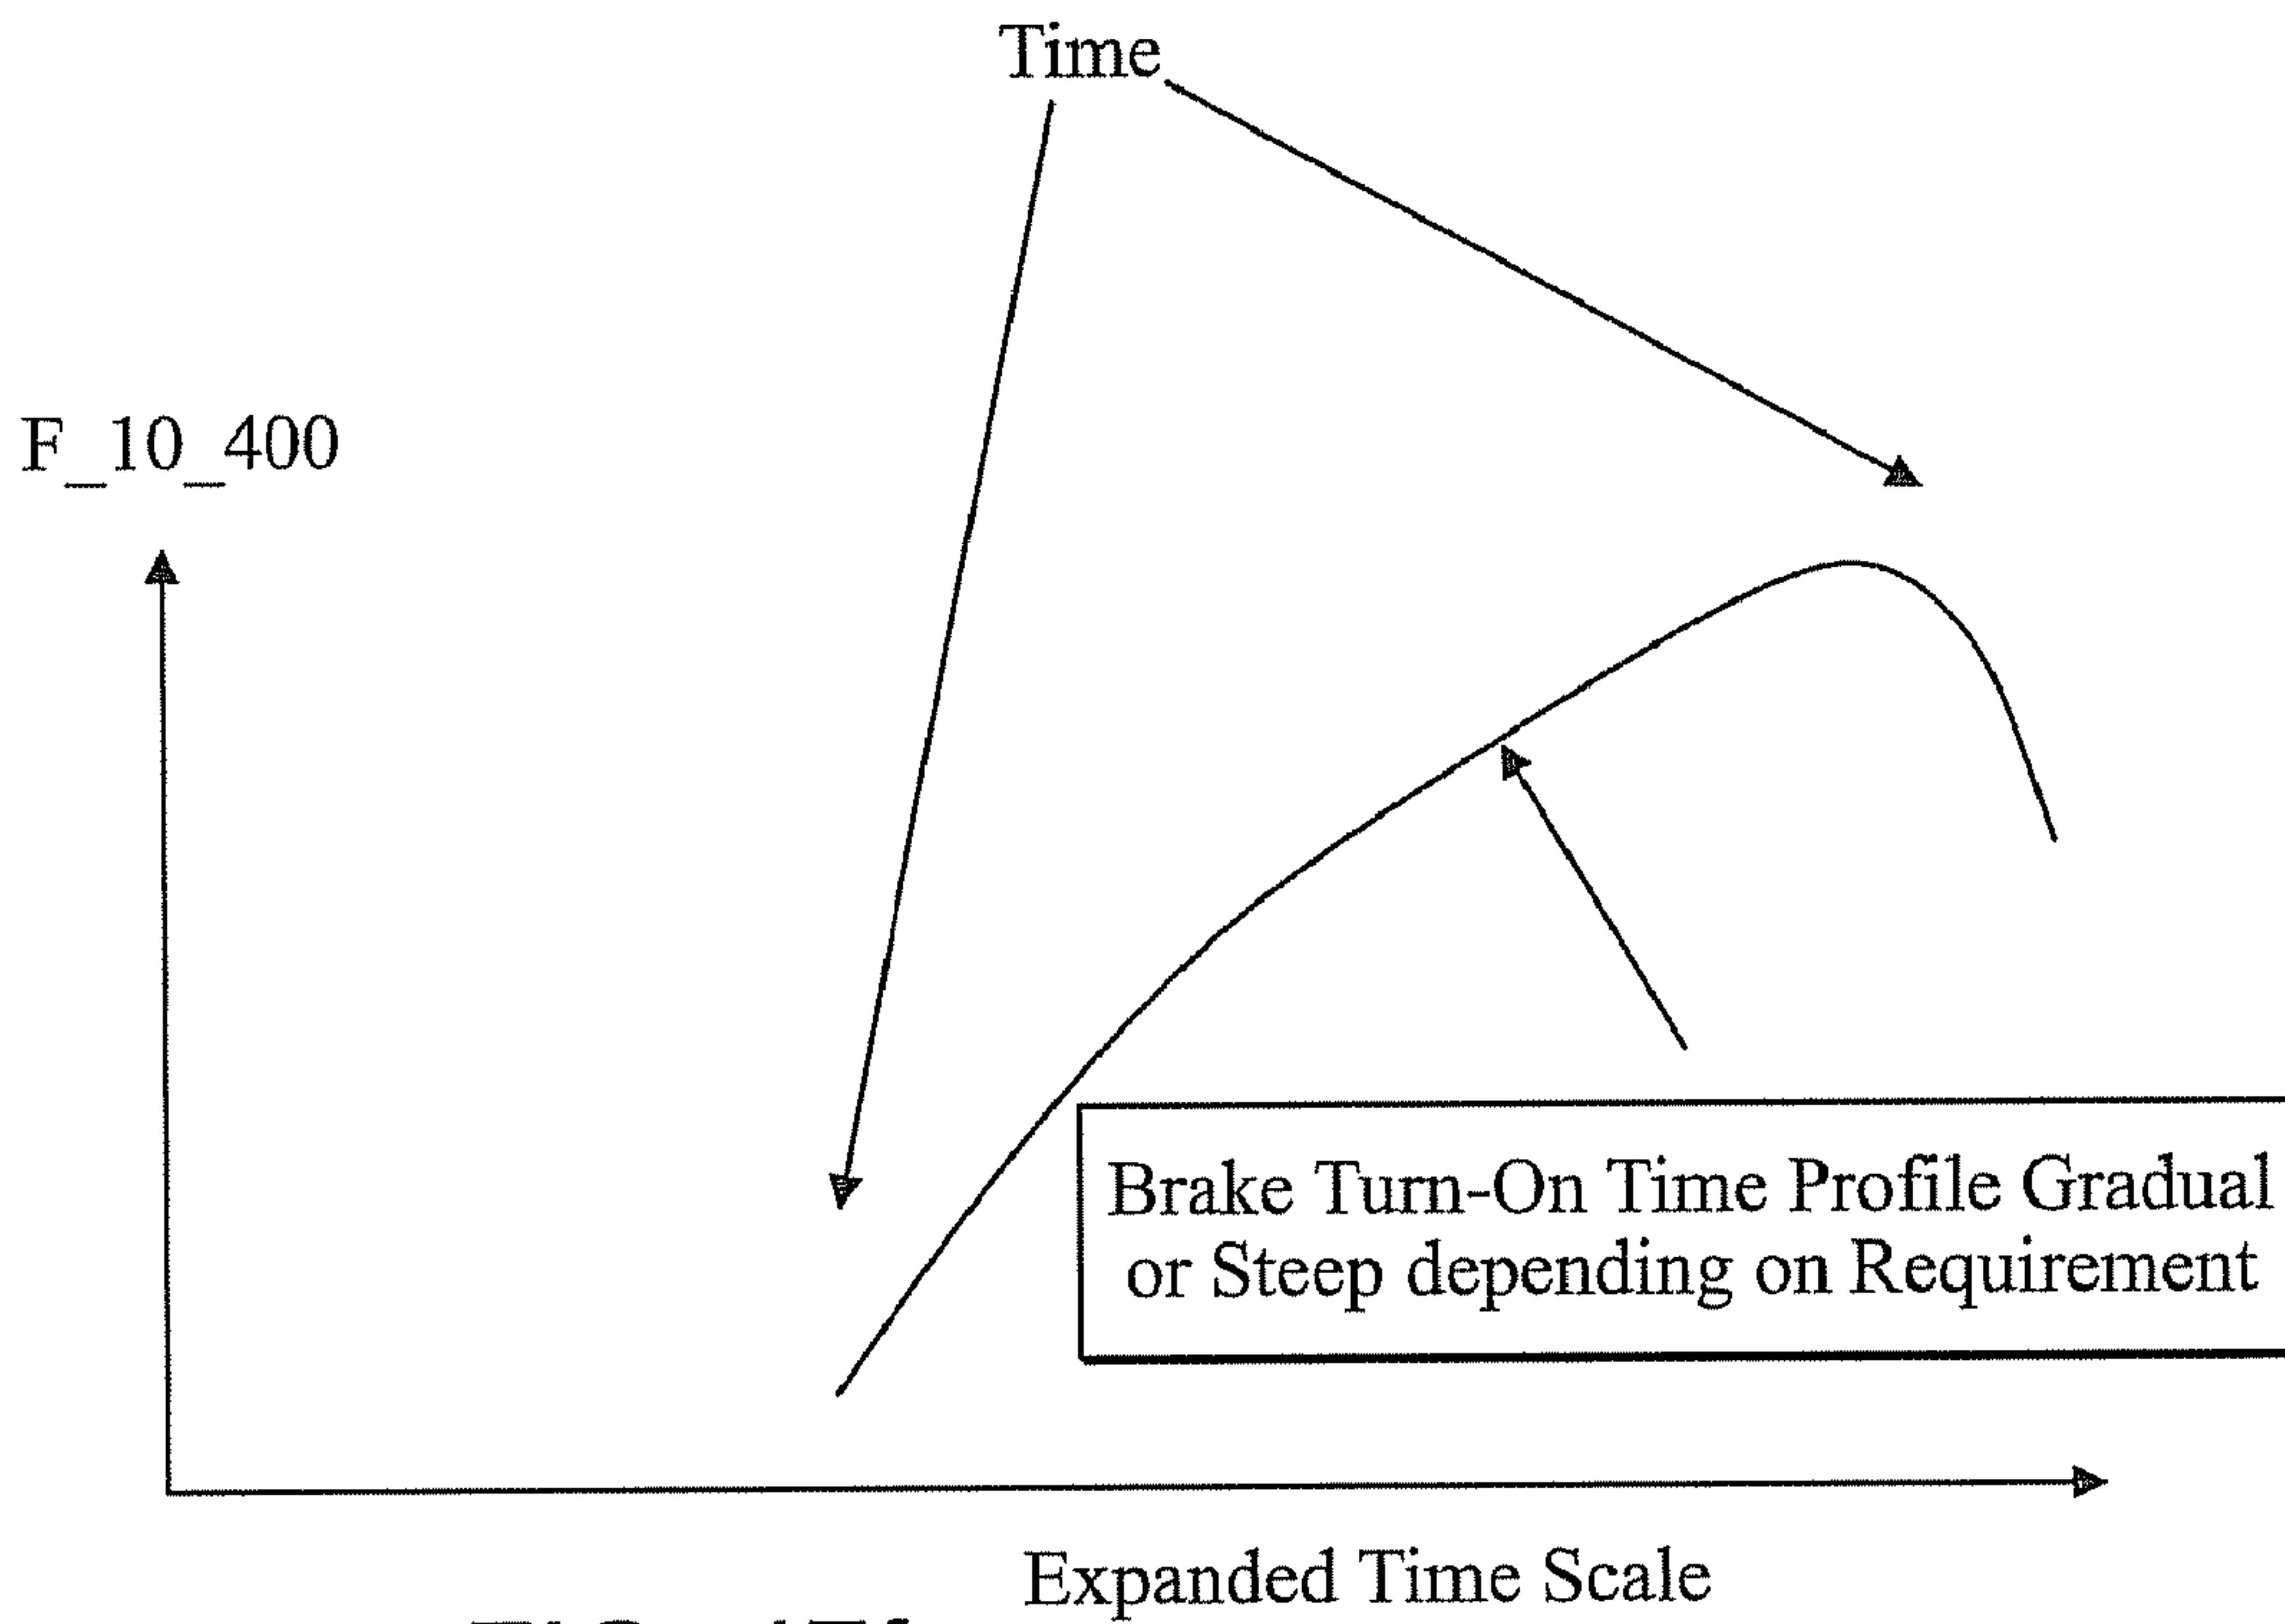 Time
F_10_400
Brake Turn-On Time Profile Gradual
or Steep depending on Requirement
Expanded Time Scale